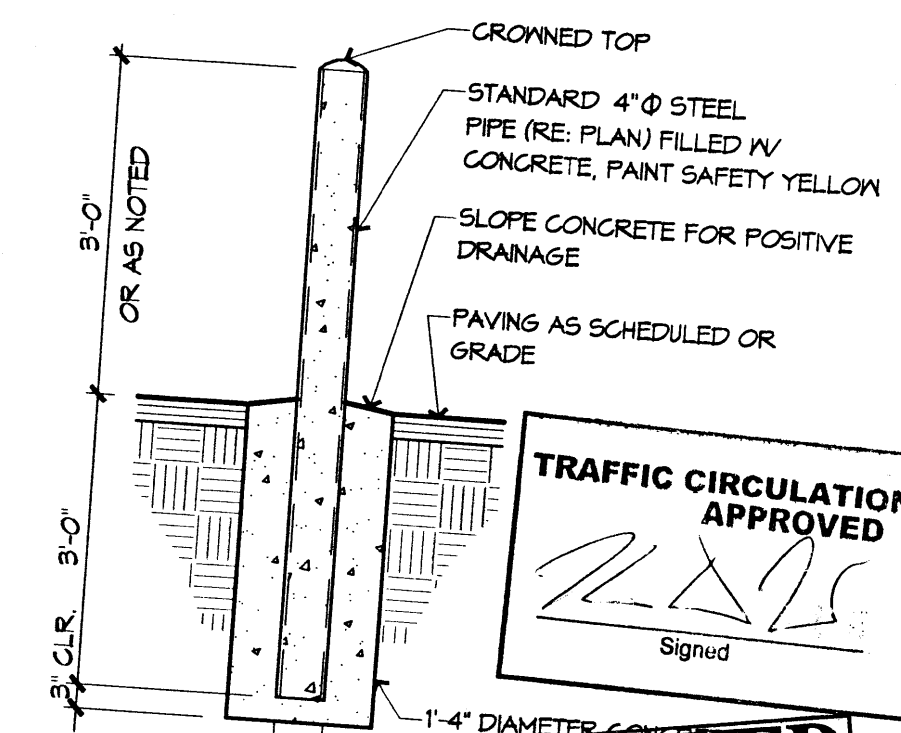 CROWNED TOP
STANDARD 4"Φ STEEL
PIPE (RE: PLAN) FILLED W/
CONCRETE, PAINT SAFETY YELLOW
SLOPE CONCRETE FOR POSITIVE
DRAINAGE
PAVING AS SCHEDULED OR
GRADE
3'-0"
OR AS NOTED
3'-0"
3" CLR.
TRAFFIC CIRCULATION
APPROVED
Signed
1'-4" DIAMETER